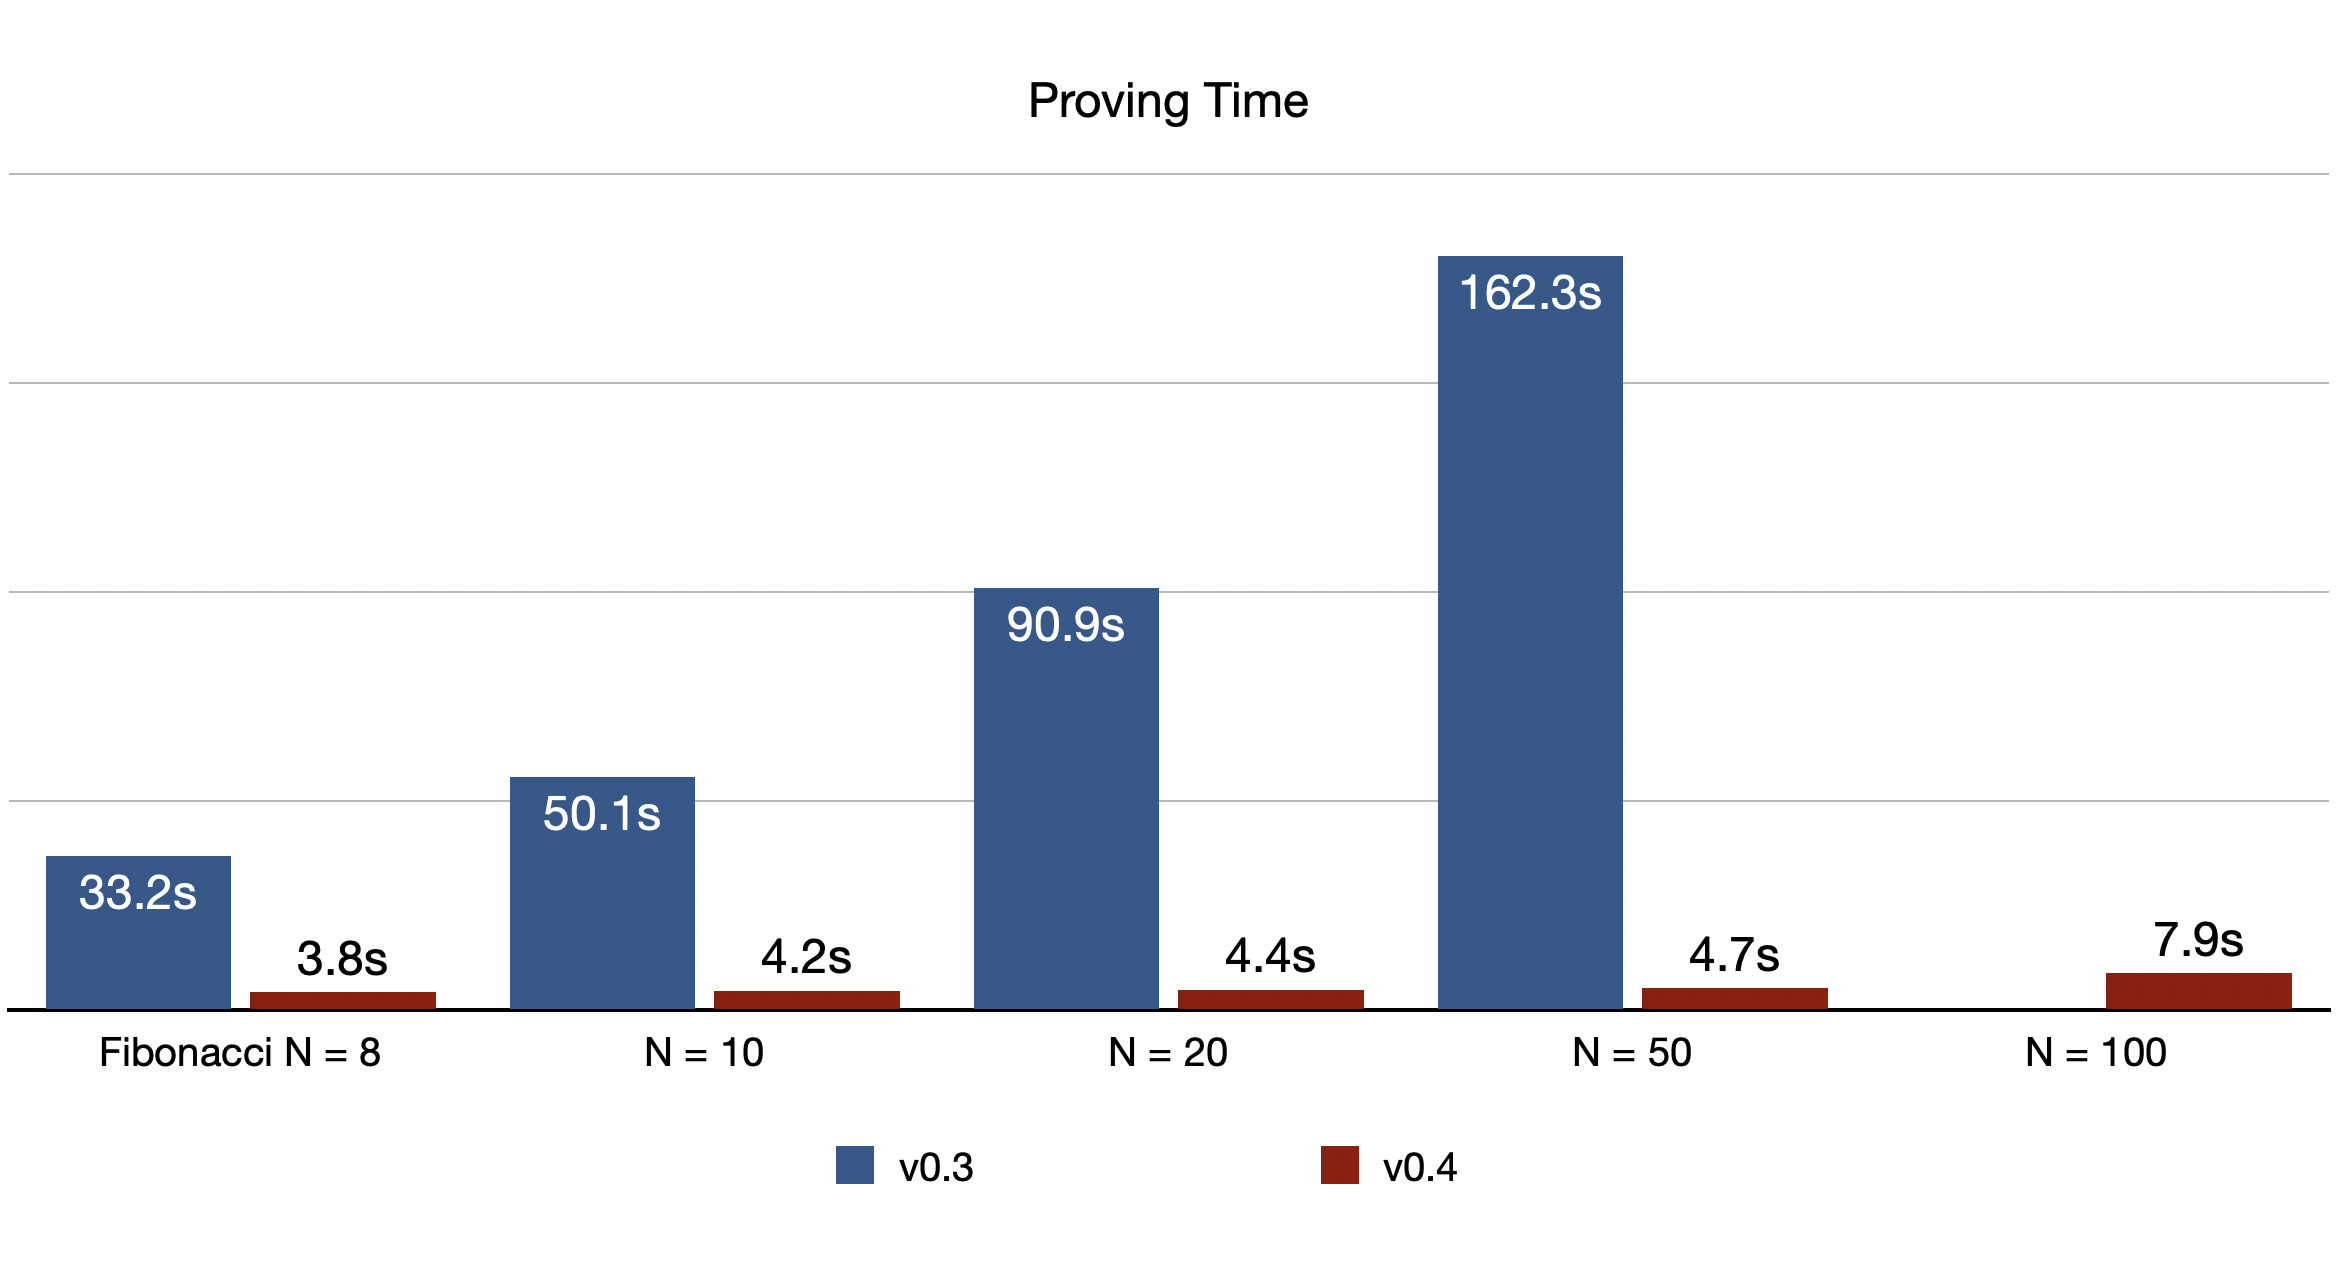 Proving Time
162.3s
90.9s
50.1s
33.2s
3.8s
4.2s
4.4s
4.7s
7.9s
Fibonacci N = 8
N = 10
N = 20
N = 50
N = 100
v0.3
v0.4